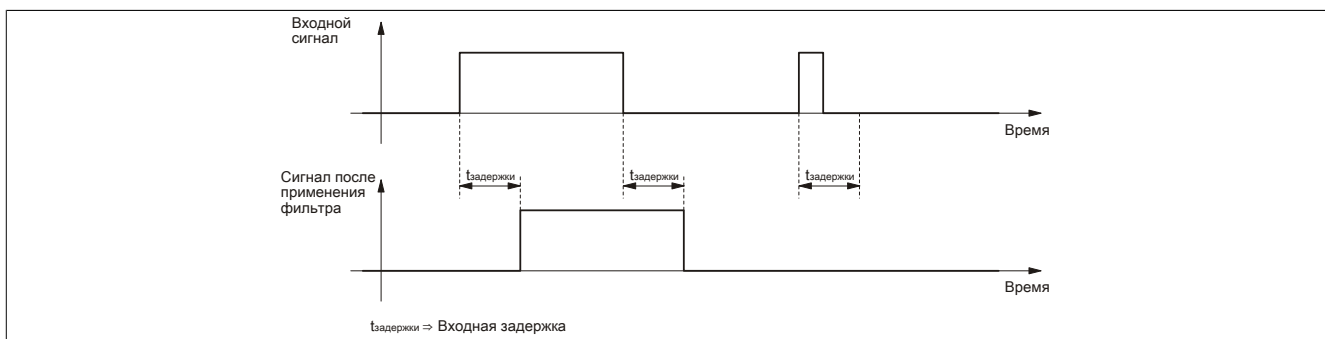 Входной
сигнал
Время
Сигнал после
применения
фильтра
tзадержки
tзадержки
tзадержки
Время
tзадержки ⇒ Входная задержка